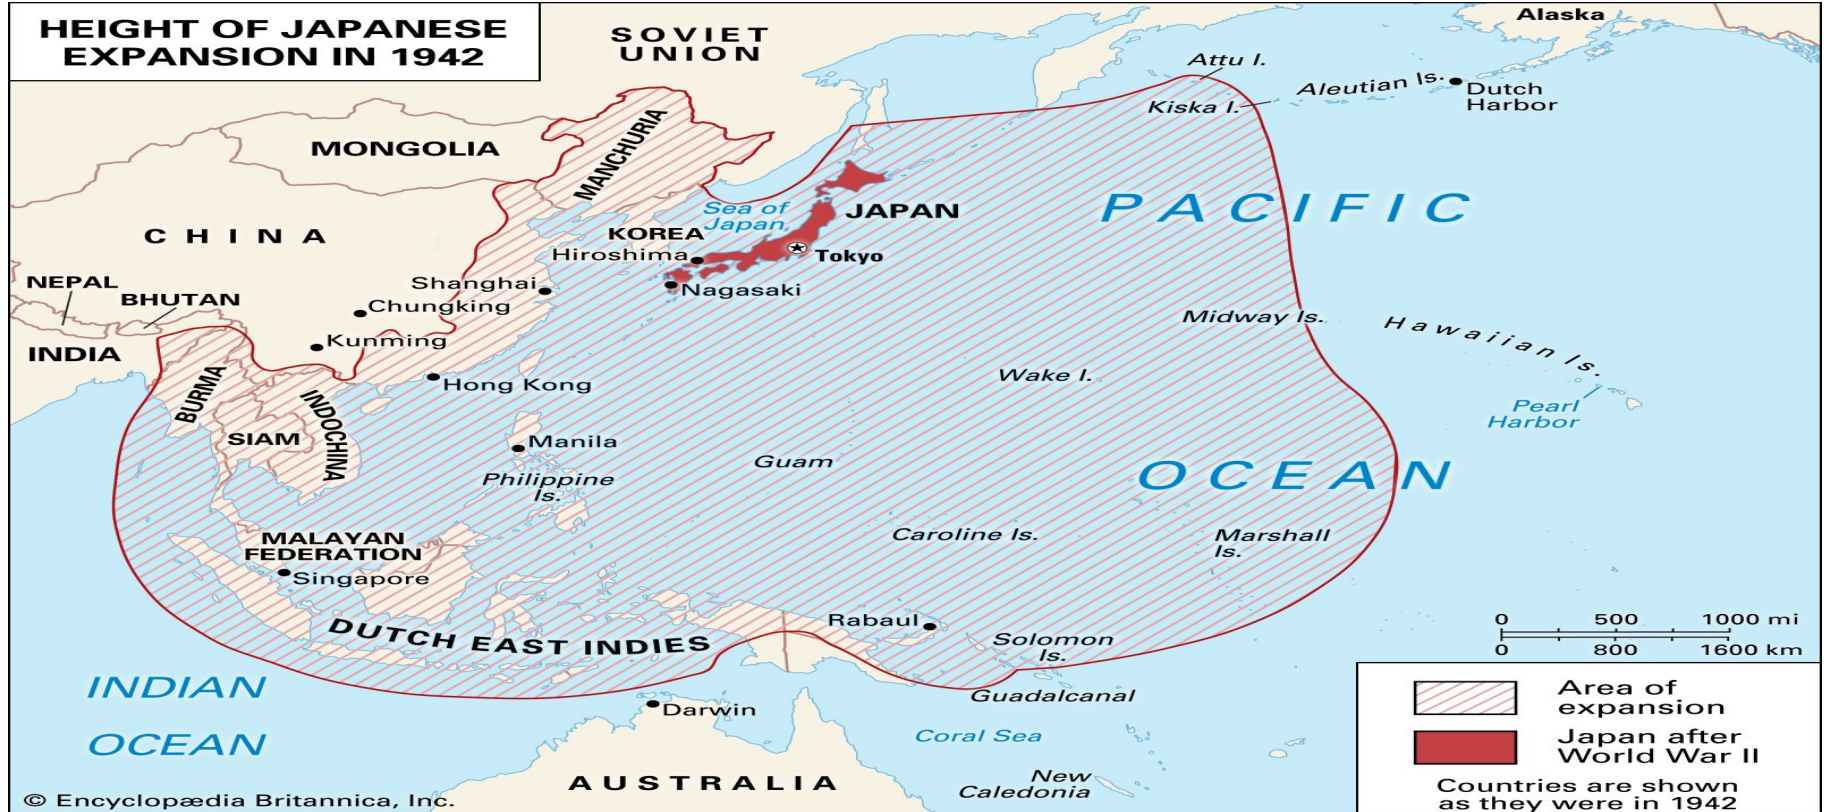 HEIGHT OF JAPANESE
EXPANSION IN 1942
SOVIET
UNION
Alaska
Attu I.
Kiska I.
Aleutian Is.
Dutch
Harbor
MONGOLIA
MANCHURIA
PACIFIC
Sea of
Japan
JAPAN
CHINA
KOREA
Hiroshima
Tokyo
NEPAL
BHUTAN
Shanghai
Nagasaki
Chungking
Midway Is.
Hawaiian Is.
INDIA
Kunming
Hong Kong
Wake I.
Pearl
Harbor
BURMA
INDOCHINA
SIAM
Manila
Guam
OCEAN
Philippine
Is.
Caroline Is.
Marshall
Is.
MALAYAN
FEDERATION
Singapore
Rabaul
DUTCH EAST INDIES
Solomon
Is.
0 500 1000 mi
0 800 1600 km
INDIAN
OCEAN
Guadalcanal
Darwin
Coral Sea
AUSTRALIA
New
Caledonia
Area of
expansion
Japan after
World War II
Countries are shown
as they were in 1942
© Encyclopædia Britannica, Inc.